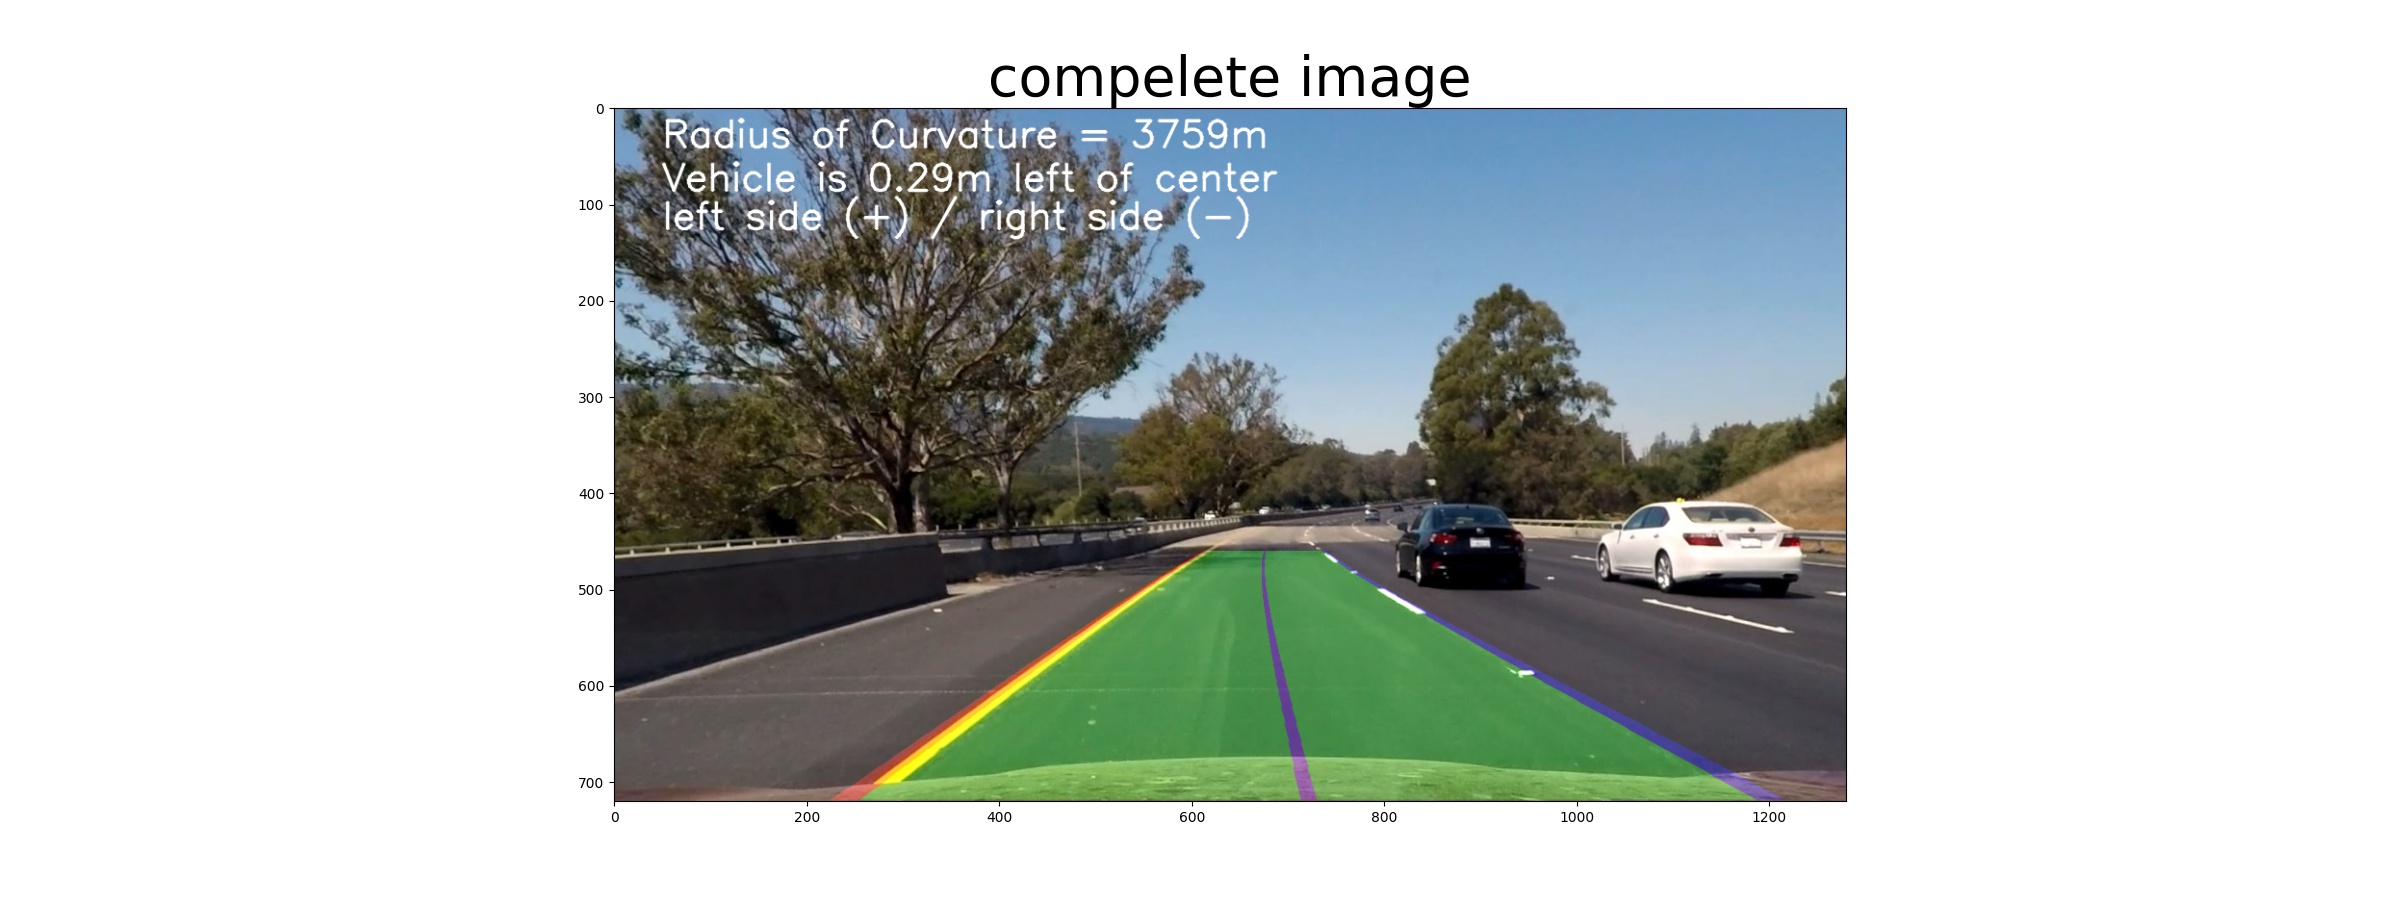 compelete image
Radius of Curvature = 3759m
Vehicle is 0.29m left of center
left side (+) / right side (-)
0
100
200
300
400
500
600
700
0 200 400 600 800 1000 1200